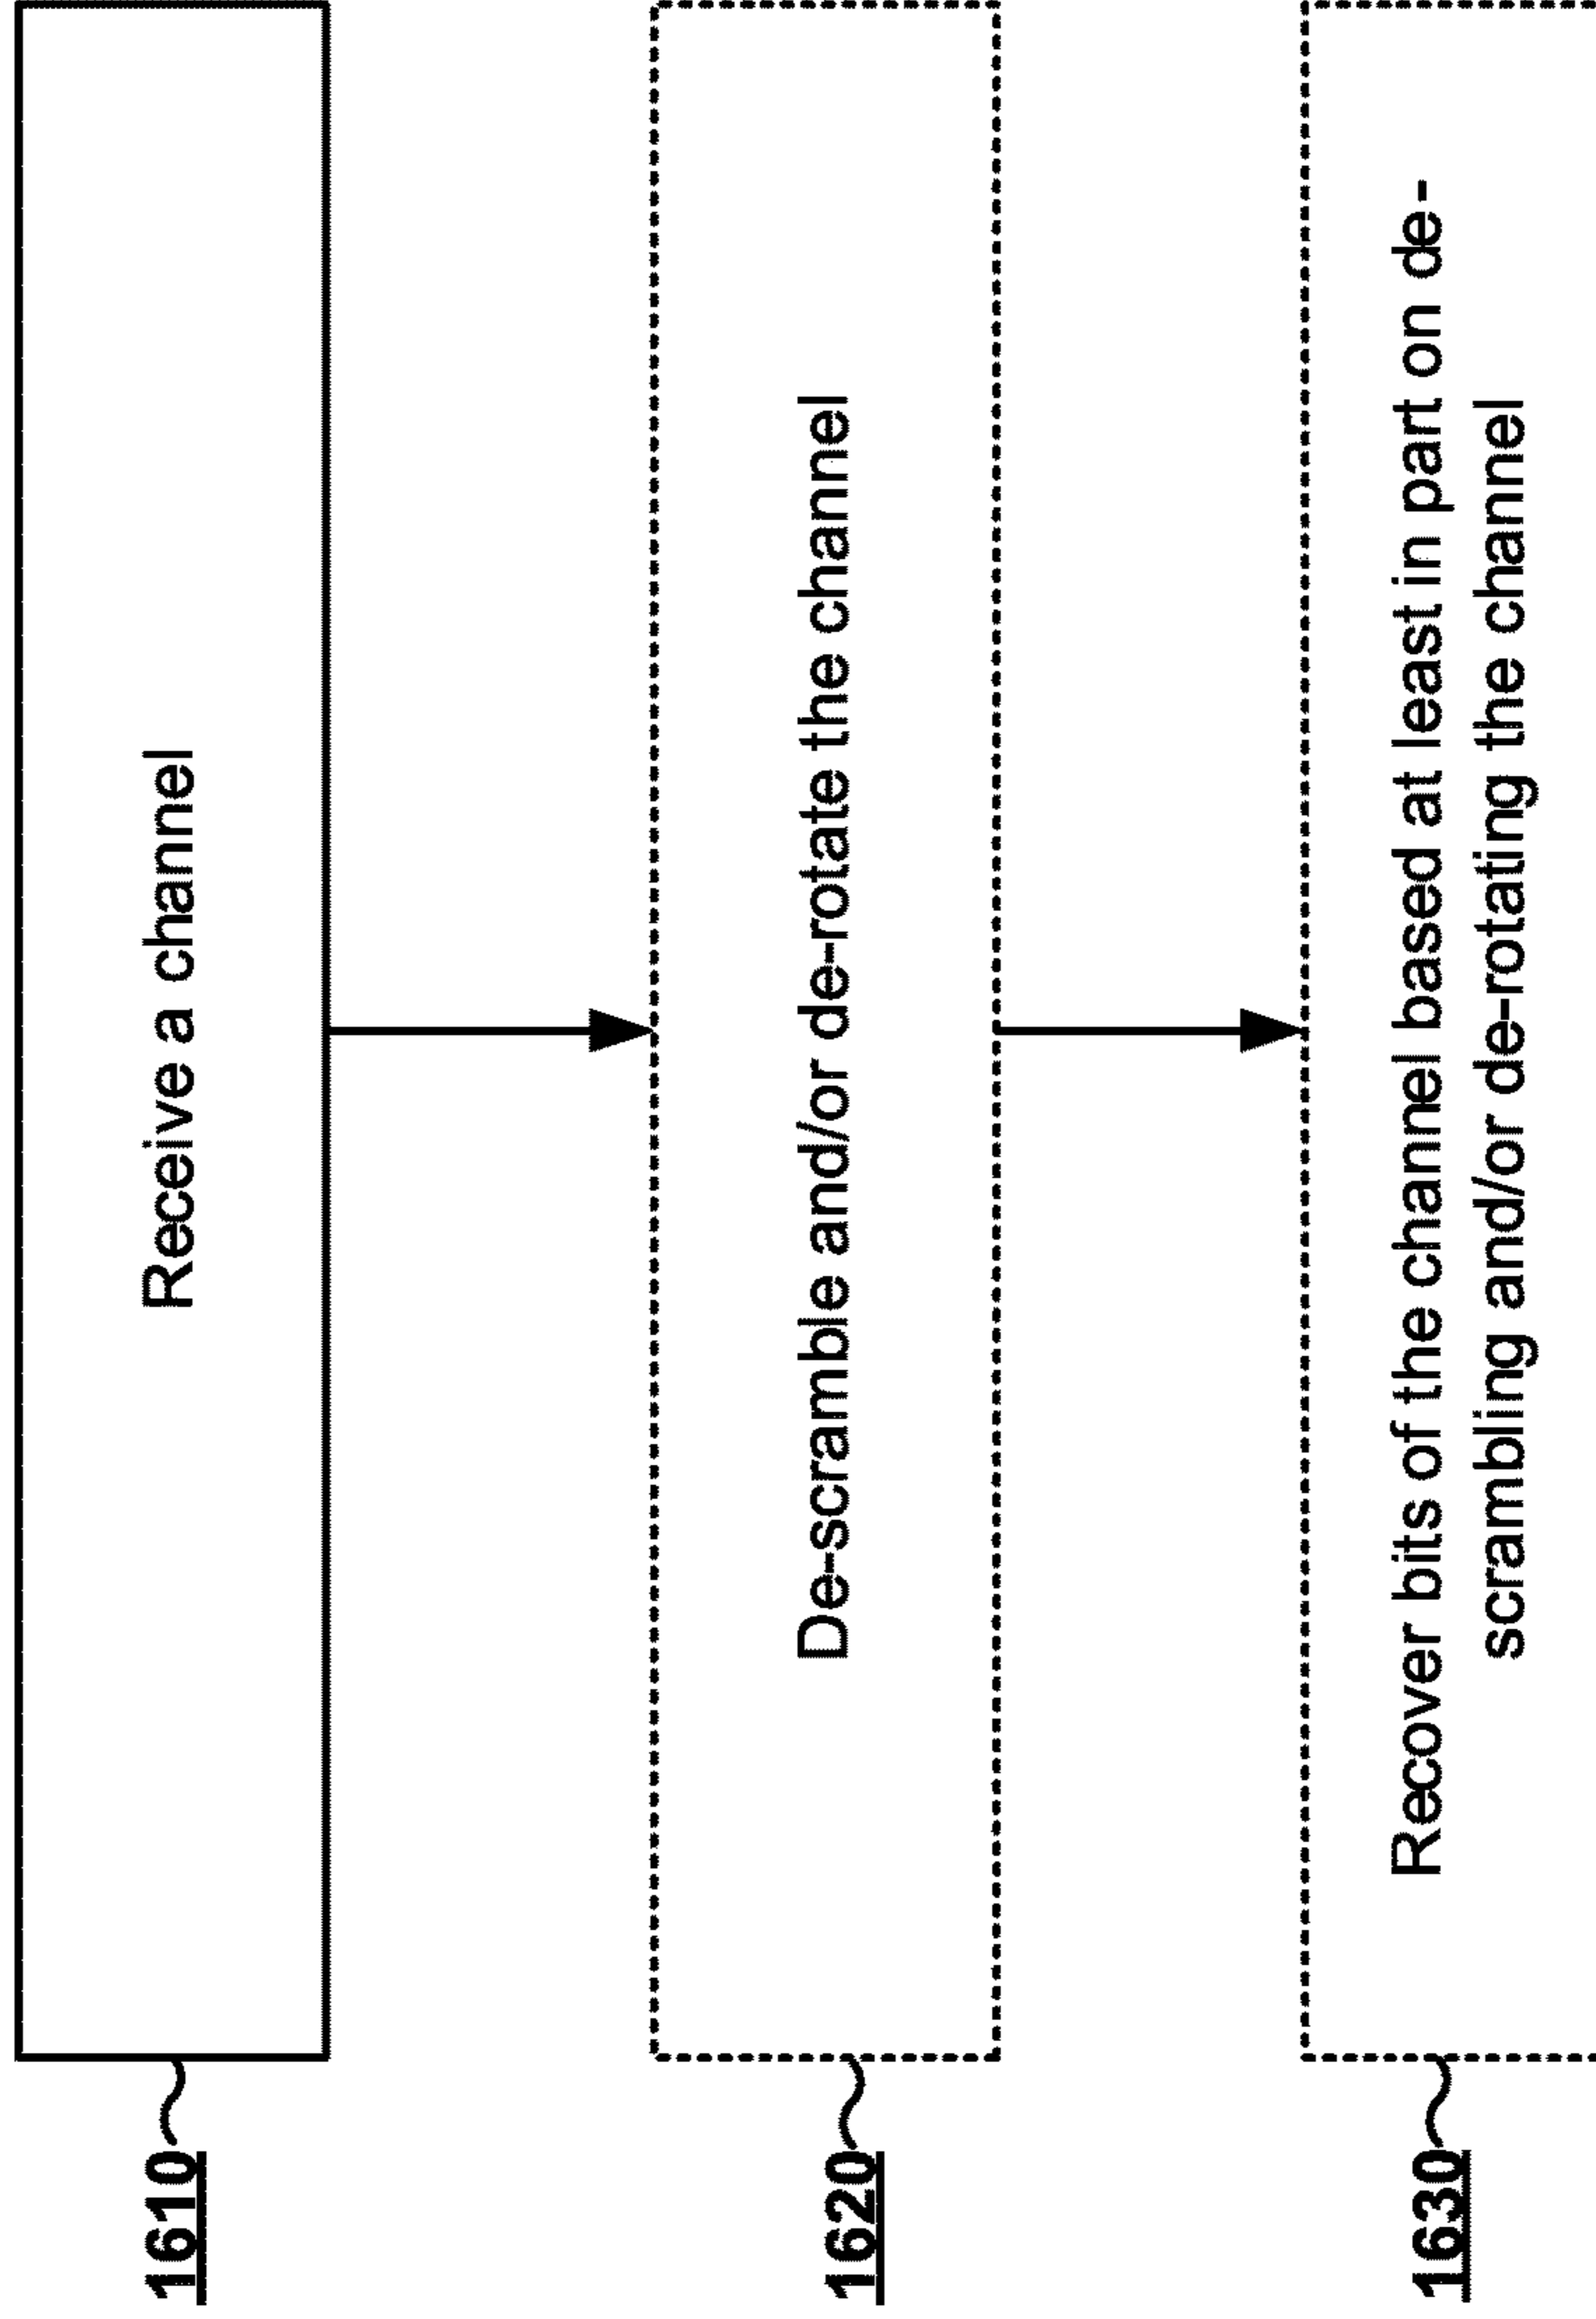 1610
Receive a channel
1620
De-scramble and/or de-rotate the channel
1630
Recover bits of the channel based at least in part on de-
scrambling and/or de-rotating the channel